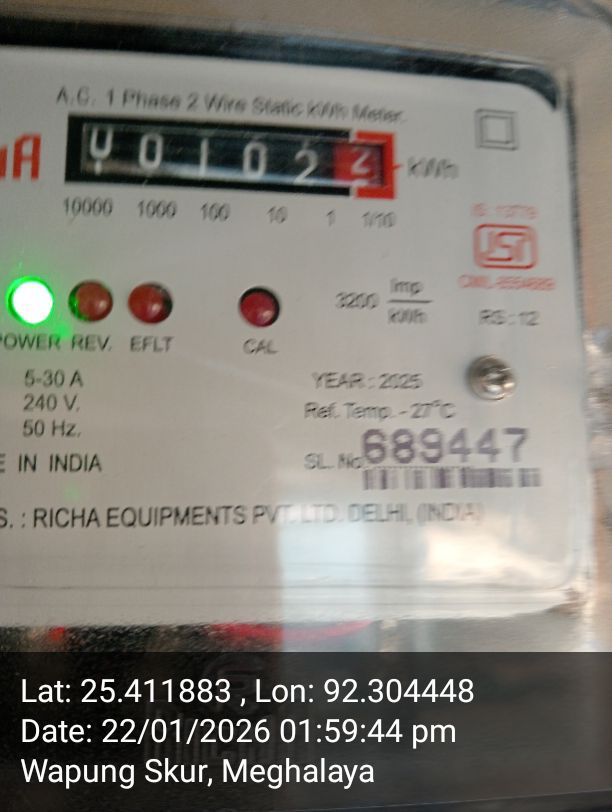 A.C. 1 Phase 2 Wire Static kWh Meter.
0 0 1 0 2 2 kWh
10000 1000 100 10 1 1/10
ISI
3200 Imp/kWh
RS : 12
POWER REV. EFLT CAL
5-30 A
YEAR : 2025
240 V.
Ref. Temp. - 27°C
50 Hz.
E IN INDIA
SL. No. 689447
S. : RICHA EQUIPMENTS PVT. LTD. DELHI, (INDIA)
Lat: 25.411883 , Lon: 92.304448
Date: 22/01/2026 01:59:44 pm
Wapung Skur, Meghalaya